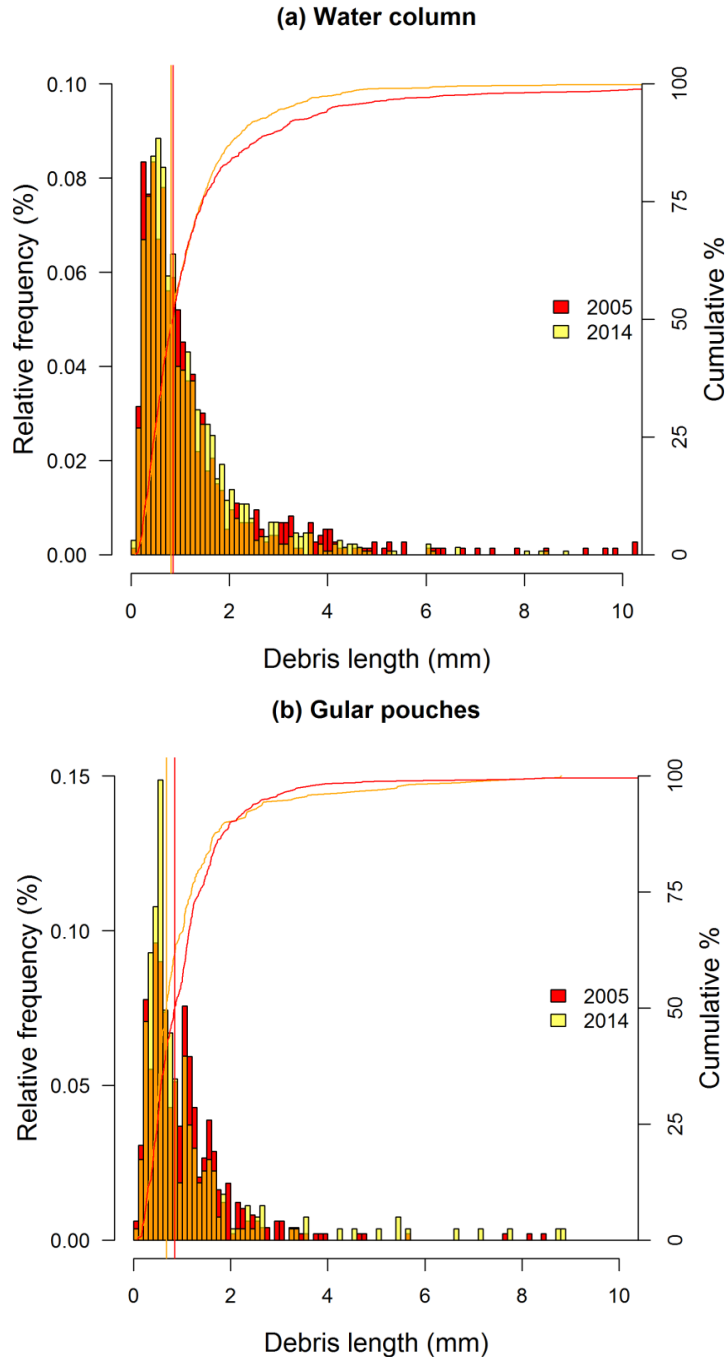 (a) Water column
0.10
0.08
0.06
0.04
0.02
0.00
Relative frequency (%)
100
75
50
25
0
Cumulative %
2005
2014
0 2 4 6 8 10
Debris length (mm)
(b) Gular pouches
0.15
0.10
0.05
0.00
Relative frequency (%)
100
75
50
25
0
Cumulative %
2005
2014
0 2 4 6 8 10
Debris length (mm)